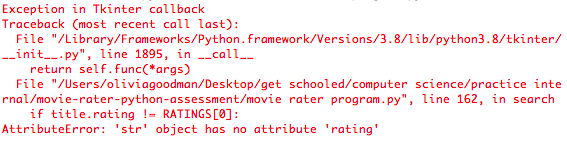 Exception in Tkinter callback
Traceback (most recent call last):
  File "/Library/Frameworks/Python.framework/Versions/3.8/lib/python3.8/tkinter/
__init__.py", line 1895, in __call__
    return self.func(*args)
  File "/Users/oliviagoodman/Desktop/get schooled/computer science/practice inte
rnal/movie-rater-python-assessment/movie rater program.py", line 162, in search
    if title.rating != RATINGS[0]:
AttributeError: 'str' object has no attribute 'rating'